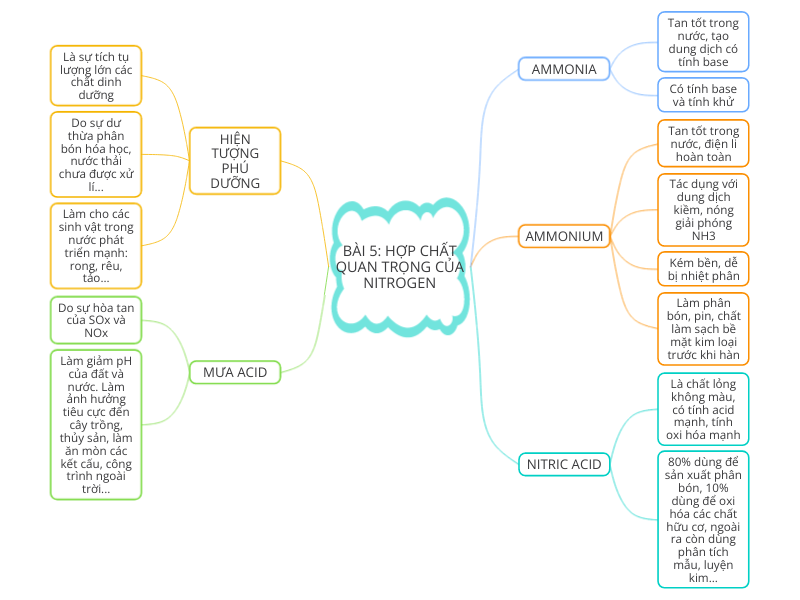 BÀI 5: HỢP CHẤT
QUAN TRỌNG CỦA
NITROGEN
AMMONIA
Tan tốt trong
nước, tạo
dung dịch có
tính base
Có tính base
và tính khử
AMMONIUM
Tan tốt trong
nước, điện li
hoàn toàn
Tác dụng với
dung dịch
kiềm, nóng
giải phóng
NH3
Kém bền, dễ
bị nhiệt phân
Làm phân
bón, pin, chất
làm sạch bề
mặt kim loại
trước khi hàn
NITRIC ACID
Là chất lỏng
không màu,
có tính acid
mạnh, tính
oxi hóa mạnh
80% dùng để
sản xuất phân
bón, 10%
dùng để oxi
hóa các chất
hữu cơ, ngoài
ra còn dùng
phân tích
mẫu, luyện
kim...
HIỆN
TƯỢNG
PHÚ
DƯỠNG
Là sự tích tụ
lượng lớn các
chất dinh
dưỡng
Do sự dư
thừa phân
bón hóa học,
nước thải
chưa được xử
lí...
Làm cho các
sinh vật trong
nước phát
triển mạnh:
rong, rêu,
tảo...
MƯA ACID
Do sự hòa tan
của SOx và
NOx
Làm giảm pH
của đất và
nước. Làm
ảnh hưởng
tiêu cực đến
cây trồng,
thủy sản, làm
ăn mòn các
kết cấu, công
trình ngoài
trời...